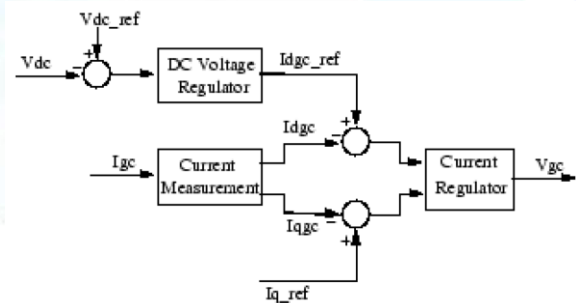 Vdc_ref
+
Vdc
-
DC Voltage
Regulator
Idgc_ref
+
-
Igc
Current
Measurement
Idgc
Iqgc
-
+
Current
Regulator
Vgc
Iq_ref